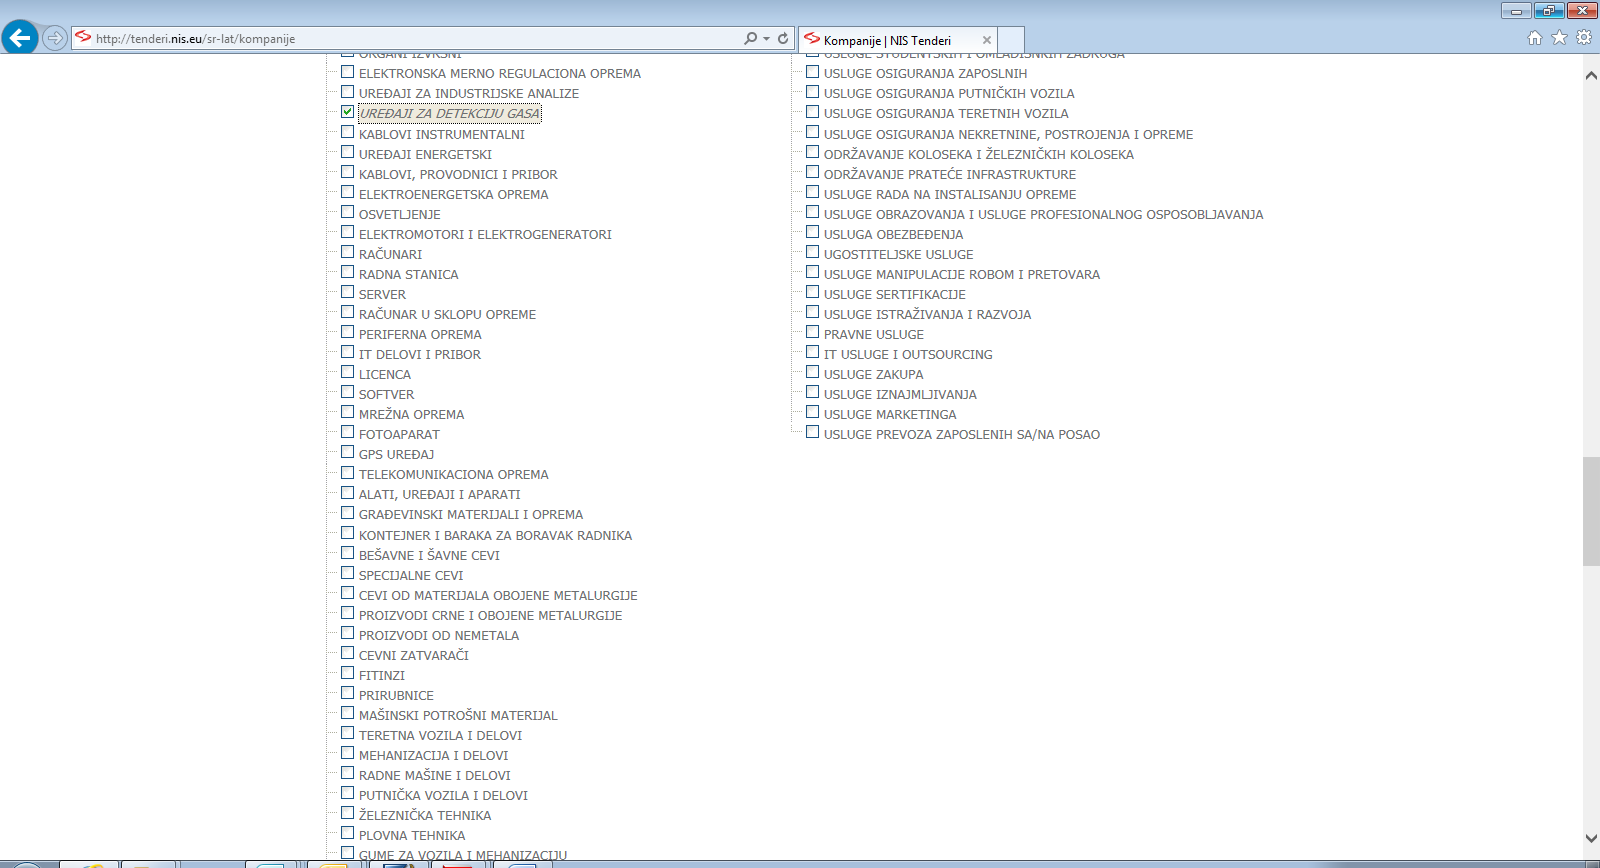 http://tenderi.nis.eu/sr-lat/kompanije
Kompanije | NIS Tenderi
ORGANI IZVRŠNI
ELEKTRONSKA MERNO REGULACIONA OPREMA
UREĐAJI ZA INDUSTRIJSKE ANALIZE
UREĐAJI ZA DETEKCIJU GASA
KABLOVI INSTRUMENTALNI
UREĐAJI ENERGETSKI
KABLOVI, PROVODNICI I PRIBOR
ELEKTROENERGETSKA OPREMA
OSVETLJENJE
ELEKTROMOTORI I ELEKTROGENERATORI
RAČUNARI
RADNA STANICA
SERVER
RAČUNAR U SKLOPU OPREME
PERIFERNA OPREMA
IT DELOVI I PRIBOR
LICENCA
SOFTVER
MREŽNA OPREMA
FOTOAPARAT
GPS UREĐAJ
TELEKOMUNIKACIONA OPREMA
ALATI, UREĐAJI I APARATI
GRAĐEVINSKI MATERIJALI I OPREMA
KONTEJNER I BARAKA ZA BORAVAK RADNIKA
BEŠAVNE I ŠAVNE CEVI
SPECIJALNE CEVI
CEVI OD MATERIJALA OBOJENE METALURGIJE
PROIZVODI CRNE I OBOJENE METALURGIJE
PROIZVODI OD NEMETALA
CEVNI ZATVARAČI
FITINZI
PRIRUBNICE
MAŠINSKI POTROŠNI MATERIJAL
TERETNA VOZILA I DELOVI
MEHANIZACIJA I DELOVI
RADNE MAŠINE I DELOVI
PUTNIČKA VOZILA I DELOVI
ŽELEZNIČKA TEHNIKA
PLOVNA TEHNIKA
GUME ZA VOZILA I MEHANIZACIJU
USLUGE STUDENTSKIH I OMLADISNKIH ZADRUGA
USLUGE OSIGURANJA ZAPOSLNIH
USLUGE OSIGURANJA PUTNIČKIH VOZILA
USLUGE OSIGURANJA TERETNIH VOZILA
USLUGE OSIGURANJA NEKRETNINE, POSTROJENJA I OPREME
ODRŽAVANJE KOLOSEKA I ŽELEZNIČKIH KOLOSEKA
ODRŽAVANJE PRATEĆE INFRASTRUKTURE
USLUGE RADA NA INSTALISANJU OPREME
USLUGE OBRAZOVANJA I USLUGE PROFESIONALNOG OSPOSOBLJAVANJA
USLUGA OBEZBEĐENJA
UGOSTITELJSKE USLUGE
USLUGE MANIPULACIJE ROBOM I PRETOVARA
USLUGE SERTIFIKACIJE
USLUGE ISTRAŽIVANJA I RAZVOJA
PRAVNE USLUGE
IT USLUGE I OUTSOURCING
USLUGE ZAKUPA
USLUGE IZNAJMLJIVANJA
USLUGE MARKETINGA
USLUGE PREVOZA ZAPOSLENIH SA/NA POSAO